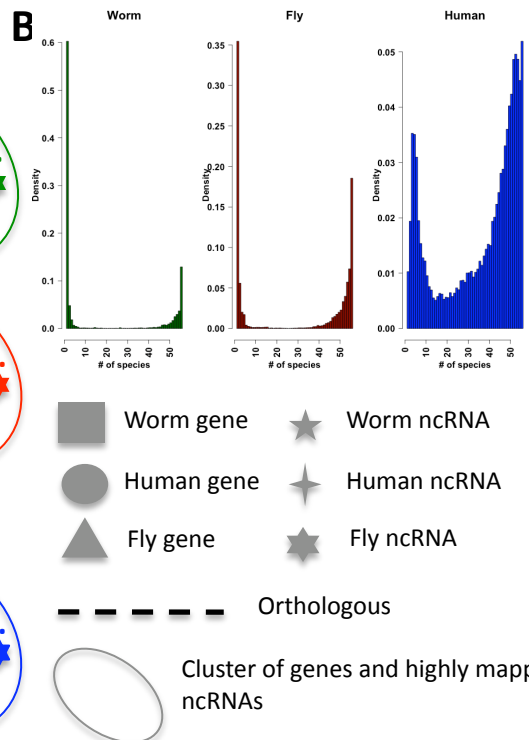 B
Worm
Fly
Human
Density
0.0
0.1
0.2
0.3
0.4
0.5
0.6
0
10
20
30
40
50
# of species
Density
0.00
0.05
0.10
0.15
0.20
0.25
0.30
0.35
0
10
20
30
40
50
# of species
Density
0.00
0.01
0.02
0.03
0.04
0.05
0
10
20
30
40
50
# of species
Worm gene
Worm ncRNA
Human gene
Human ncRNA
Fly gene
Fly ncRNA
Orthologous
Cluster of genes and highly mapp
ncRNAs